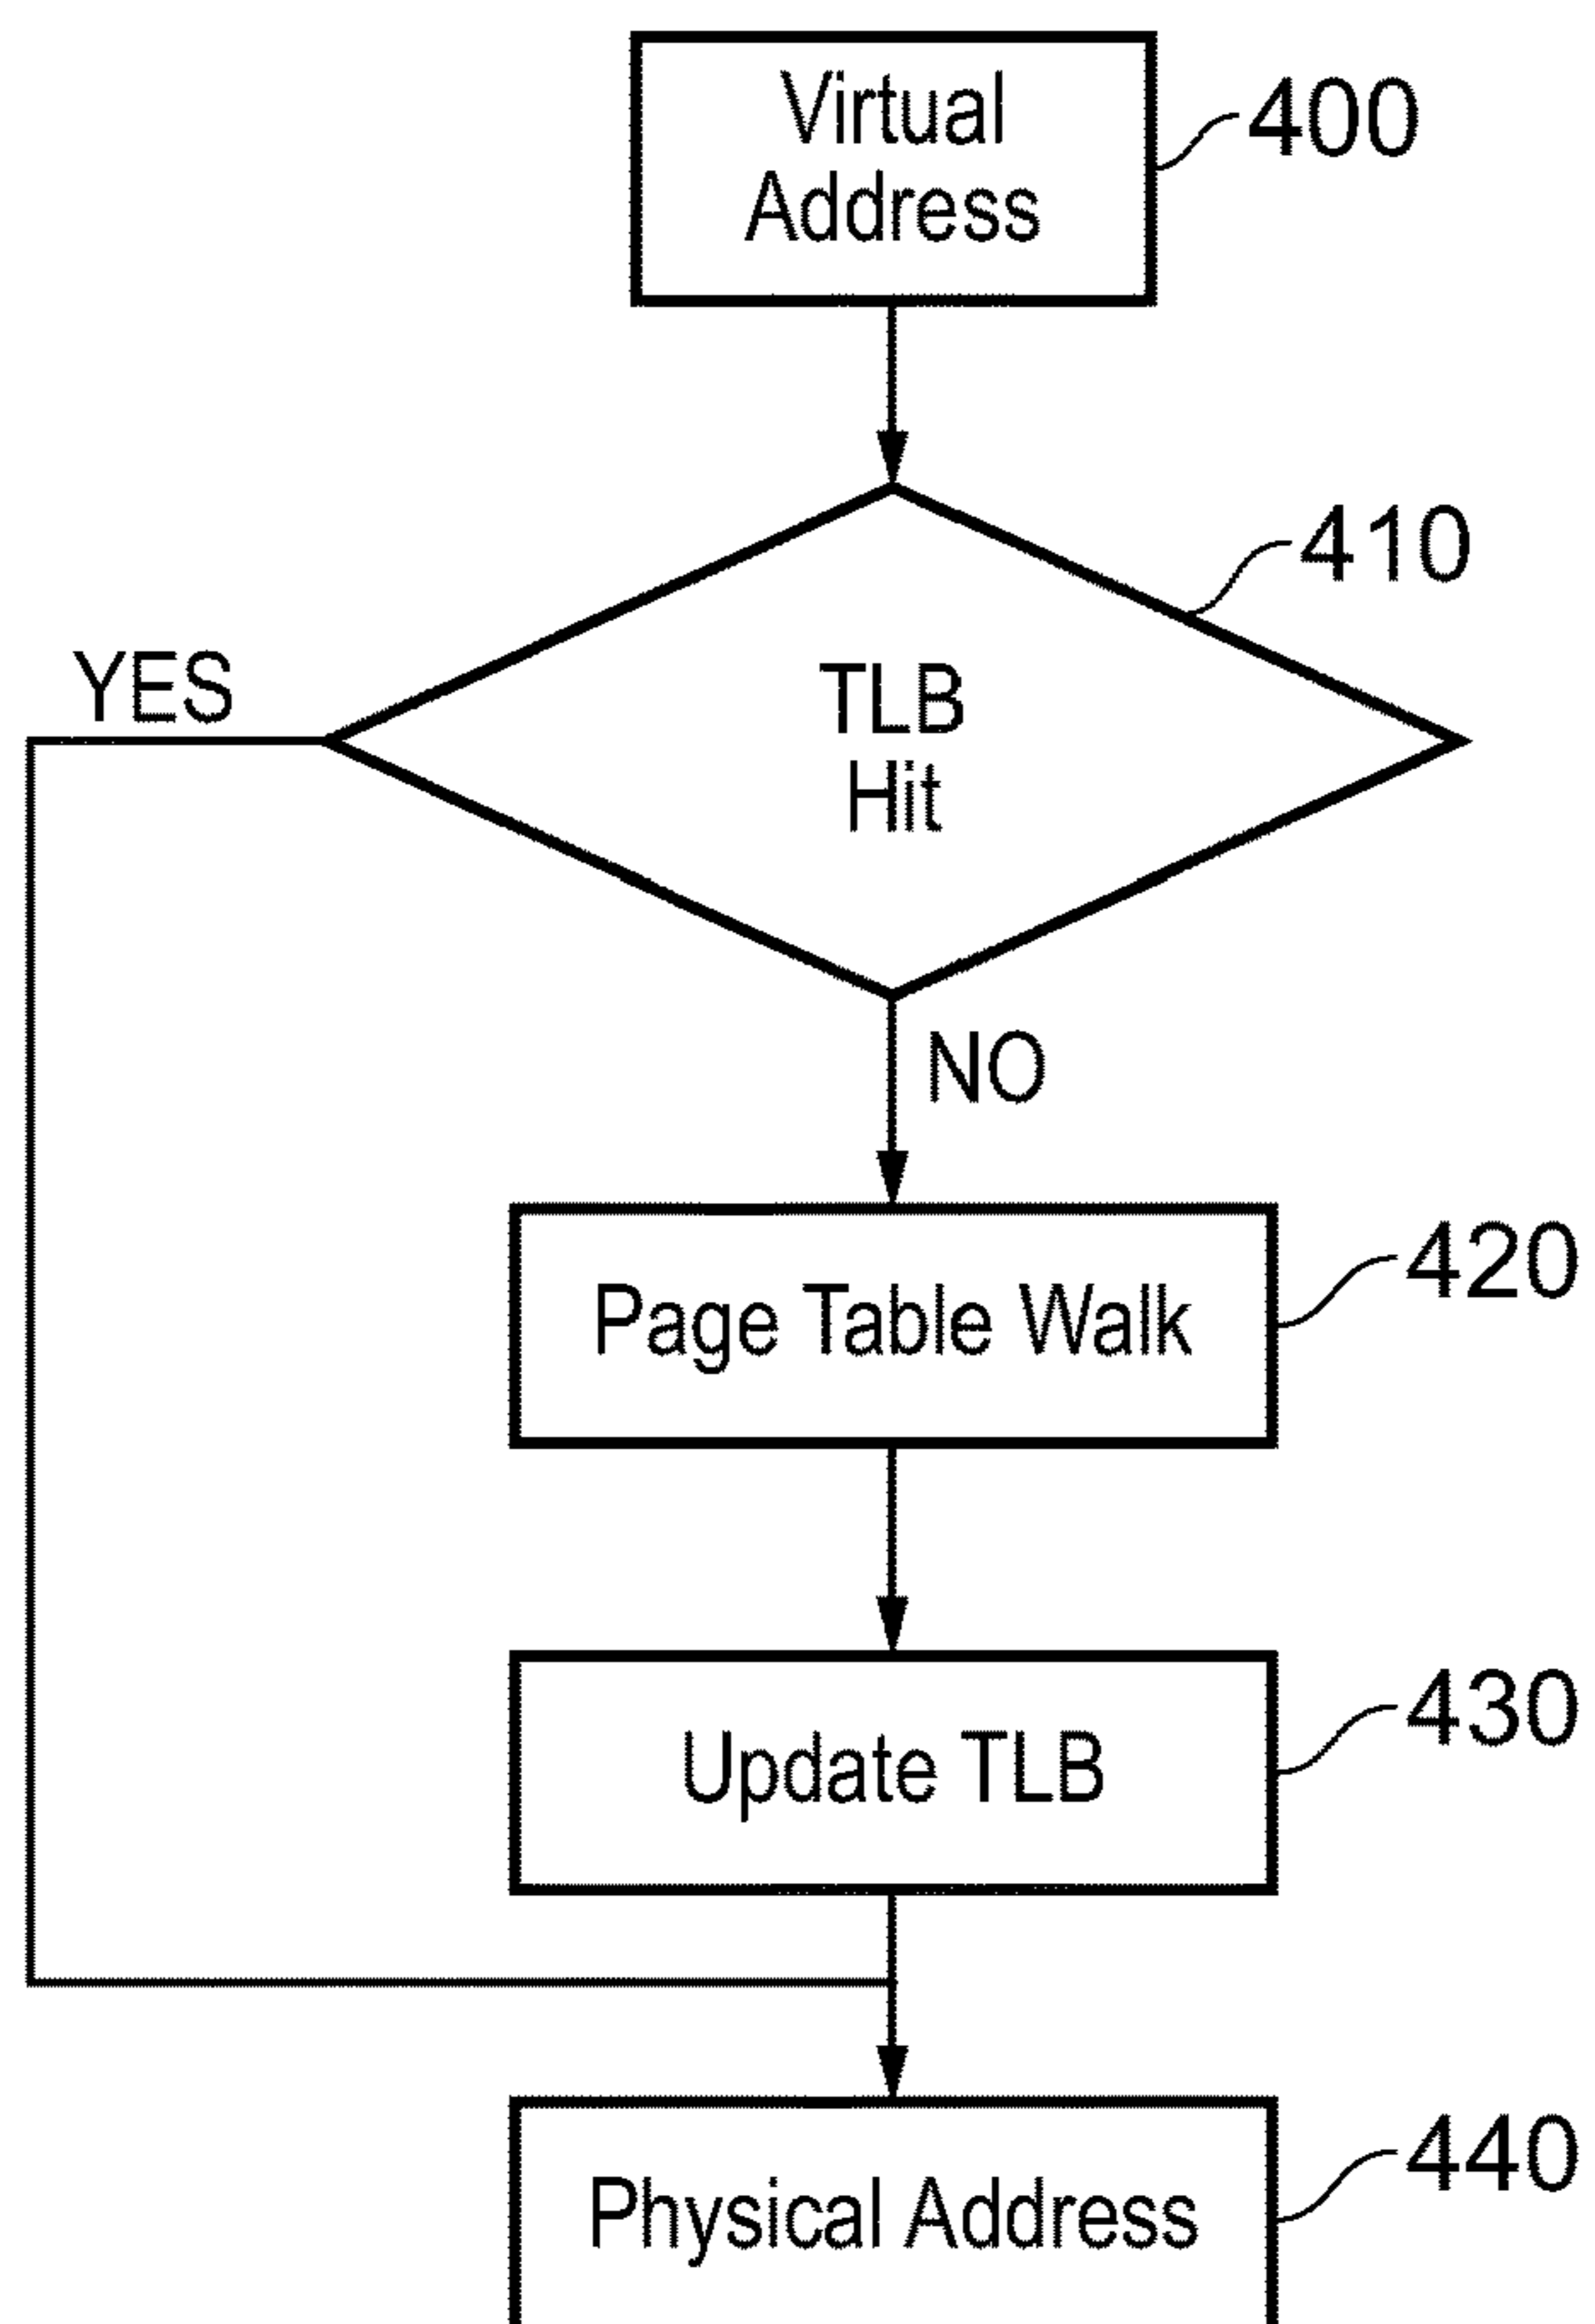 Virtual
Address
400
410
YES
TLB
Hit
NO
420
Page Table Walk
430
Update TLB
440
Physical Address